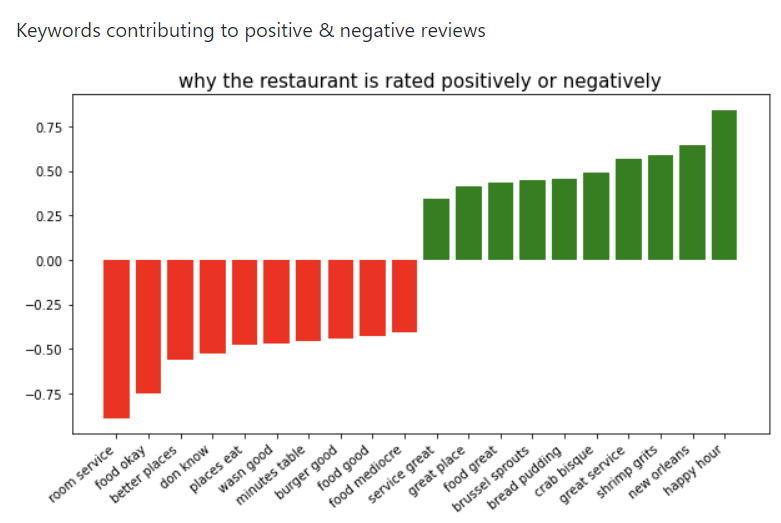 Keywords contributing to positive & negative reviews
why the restaurant is rated positively or negatively
0.75
0.50
0.25
0.00
−0.25
−0.50
−0.75
room service
food okay
better places
don know
places eat
wasn good
minutes table
burger good
food good
food mediocre
service great
great place
food great
brussel sprouts
bread pudding
crab bisque
great service
shrimp grits
new orleans
happy hour